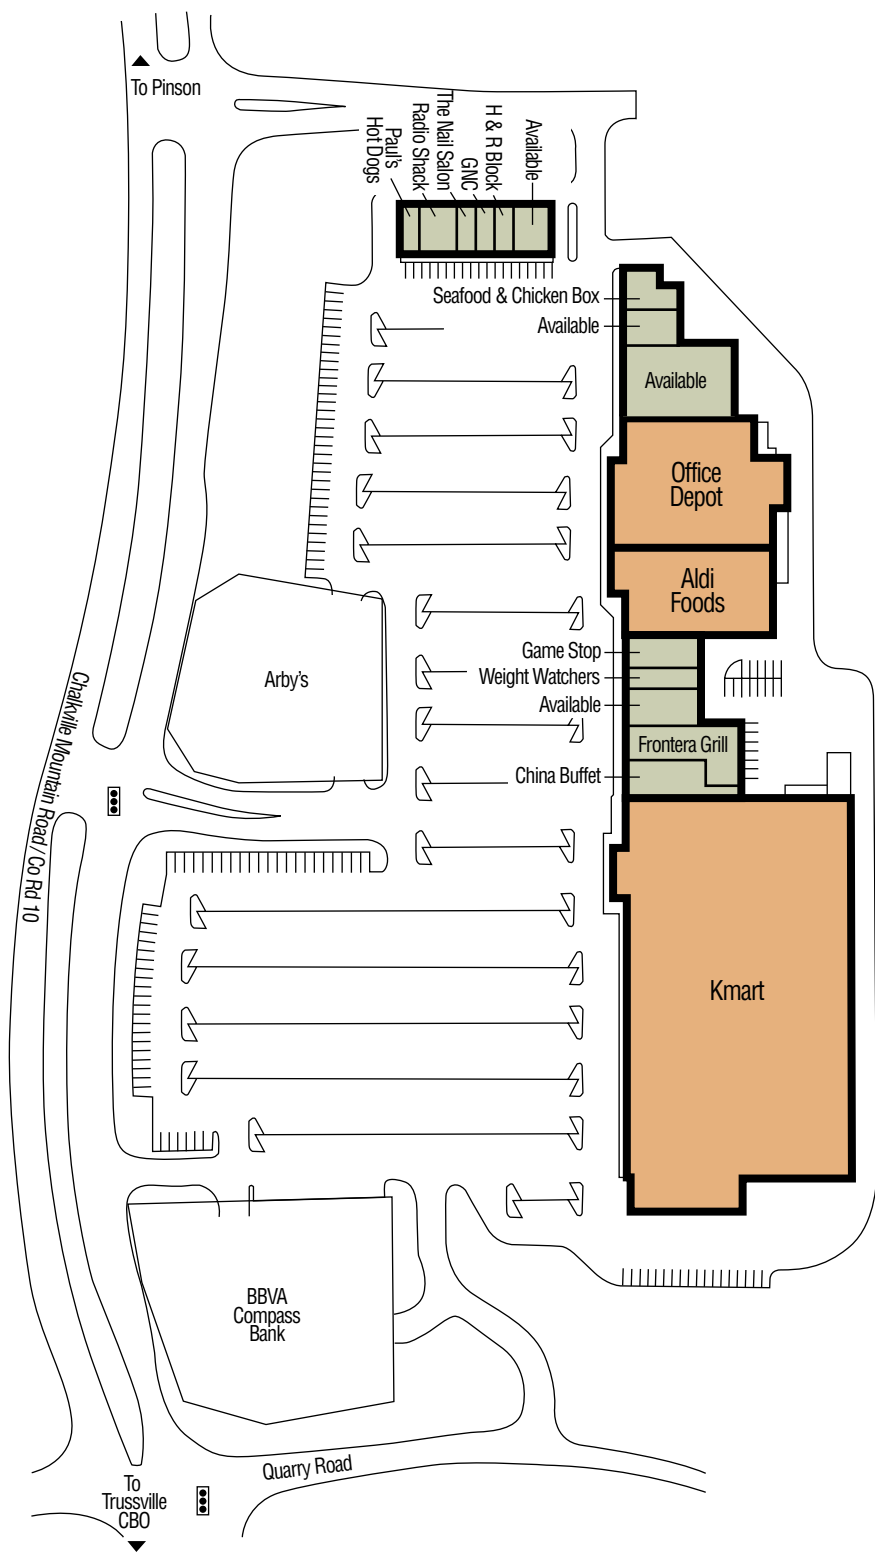 To Pinson
Paul's
Hot Dogs
Radio Shack
The Nail Salon
GNC
H & R Block
Available
Seafood & Chicken Box
Available
Available
Office
Depot
Aldi
Foods
Game Stop
Weight Watchers
Available
Frontera Grill
China Buffet
Arby's
Chalkville Mountain Road / Co Rd 10
Kmart
BBVA
Compass
Bank
Quarry Road
To
Trussville
CBO